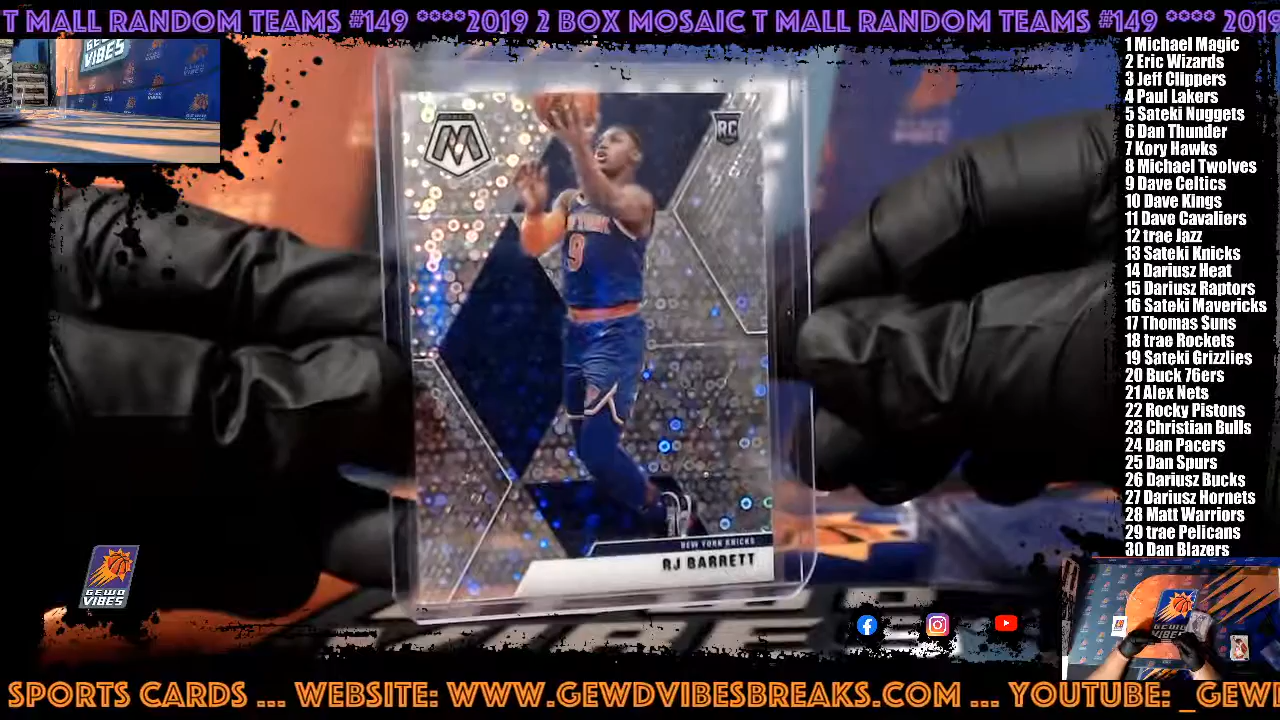 T MALL RANDOM TEAMS #149 ****2019 2 BOX MOSAIC T MALL RANDOM TEAMS #149 **** 2019
GEWD
VIBES
M
RC
9
NEW YORK KNICKS
RJ BARRETT
1 Michael Magic
2 Eric Wizards
3 Jeff Clippers
4 Paul Lakers
5 Sateki Nuggets
6 Dan Thunder
7 Kory Hawks
8 Michael Twolves
9 Dave Celtics
10 Dave Kings
11 Dave Cavaliers
12 trae Jazz
13 Sateki Knicks
14 Dariusz Heat
15 Dariusz Raptors
16 Sateki Mavericks
17 Thomas Suns
18 trae Rockets
19 Sateki Grizzlies
20 Buck 76ers
21 Alex Nets
22 Rocky Pistons
23 Christian Bulls
24 Dan Pacers
25 Dan Spurs
26 Dariusz Bucks
27 Dariusz Hornets
28 Matt Warriors
29 trae Pelicans
30 Dan Blazers
GEWD
VIBES
SPORTS CARDS ... WEBSITE: WWW.GEWDVIBESBREAKS.COM ... YOUTUBE: _GEWD